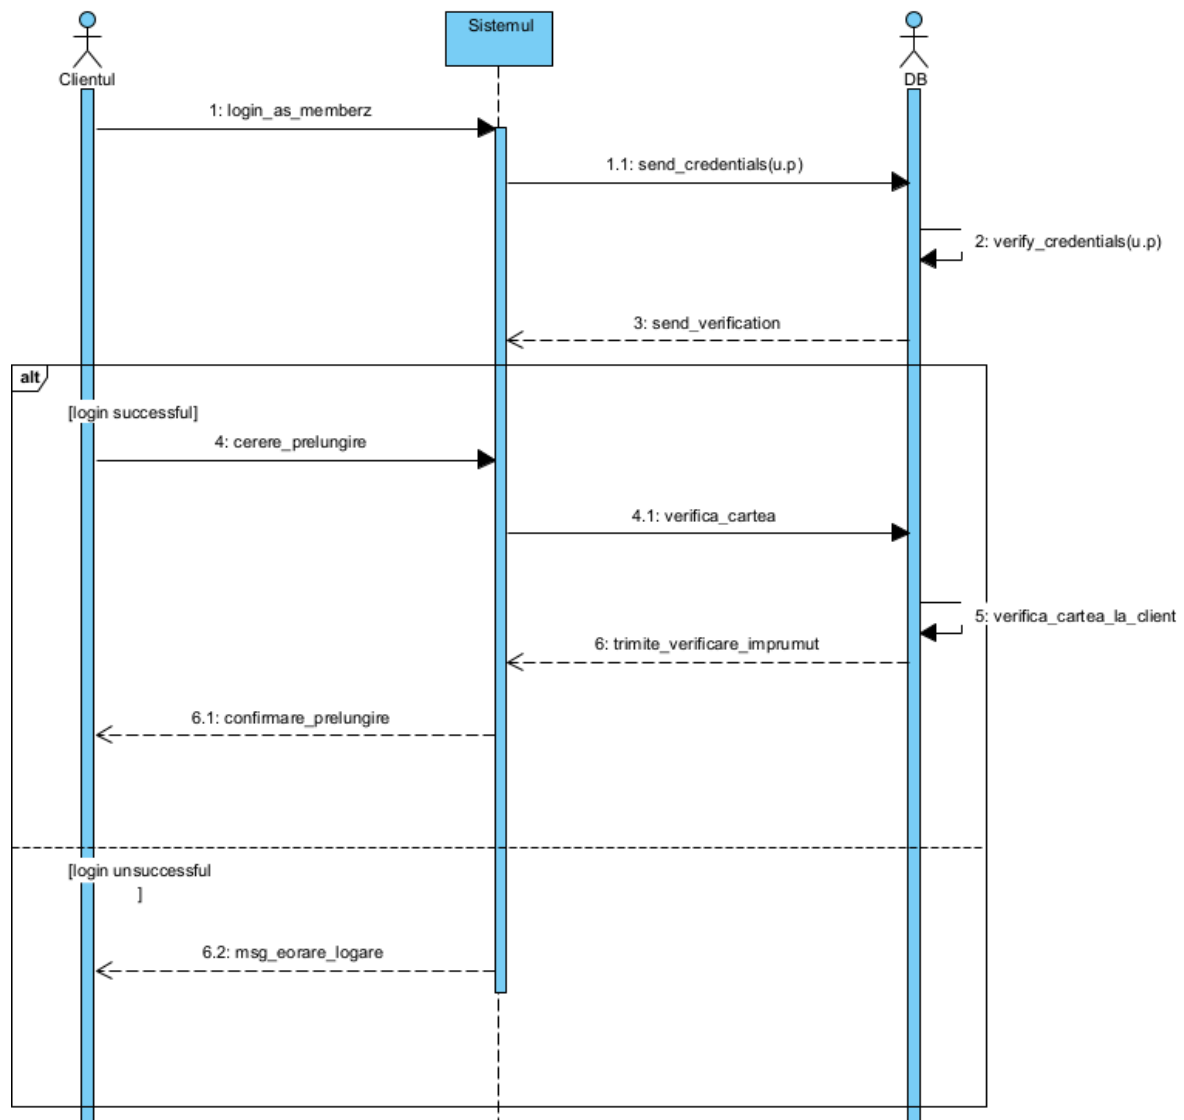 Sistemul
Clientul
DB
1: login_as_memberz
1.1: send_credentials(u.p)
2: verify_credentials(u.p)
3: send_verification
alt
[login successful]
4: cerere_prelungire
4.1: verifica_cartea
5: verifica_cartea_la_client
6: trimite_verificare_imprumut
6.1: confirmare_prelungire
[login unsuccessful
]
6.2: msg_eorare_logare